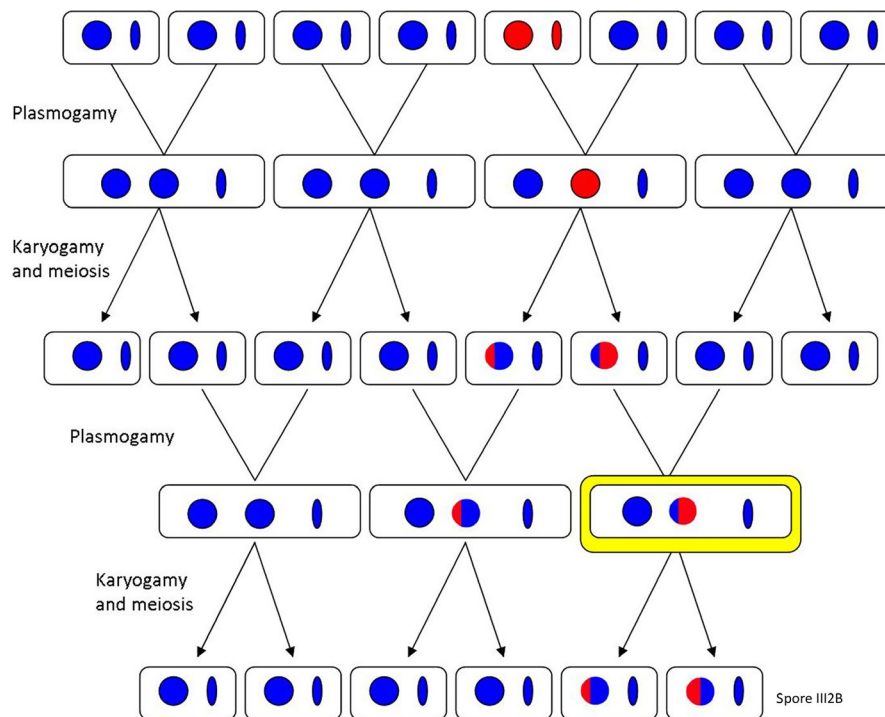 Plasmogamy
Karyogamy
and meiosis
Plasmogamy
Karyogamy
and meiosis
Spore III2B